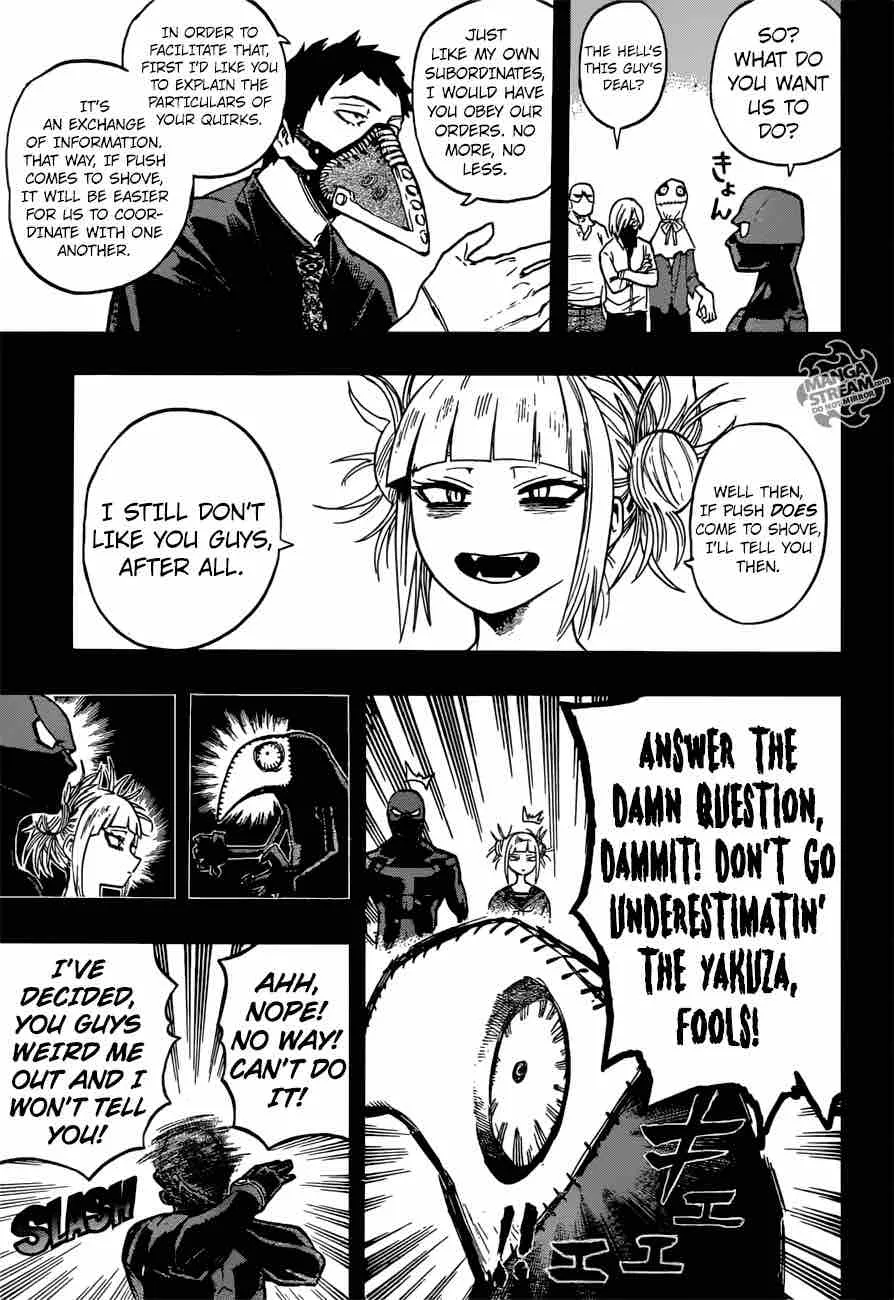 SO?
WHAT DO
YOU WANT
US TO
DO?
THE HELL'S
THIS GUY'S
DEAL?
きょん
JUST
LIKE MY OWN
SUBORDINATES,
I WOULD HAVE
YOU OBEY OUR
ORDERS. NO
MORE, NO
LESS.
IN ORDER TO
FACILITATE THAT,
FIRST I'D LIKE YOU
TO EXPLAIN THE
PARTICULARS OF
YOUR QUIRKS.
IT'S
AN EXCHANGE
OF INFORMATION.
THAT WAY, IF PUSH
COMES TO SHOVE,
IT WILL BE EASIER
FOR US TO COOR-
DINATE WITH ONE
ANOTHER.
MANGA
STREAM.com
DO NOT MIRROR
WELL THEN,
IF PUSH DOES
COME TO SHOVE,
I'LL TELL YOU
THEN.
I STILL DON'T
LIKE YOU GUYS,
AFTER ALL.
ANSWER THE
DAMN QUESTION,
DAMMIT! DON'T GO
UNDERESTIMATIN'
THE YAKUZA,
FOOLS!
キエエエ
!!
AHH,
NOPE!
NO WAY!
CAN'T DO
IT!
I'VE
DECIDED,
YOU GUYS
WEIRD ME
OUT AND I
WON'T TELL
YOU!
SLASH